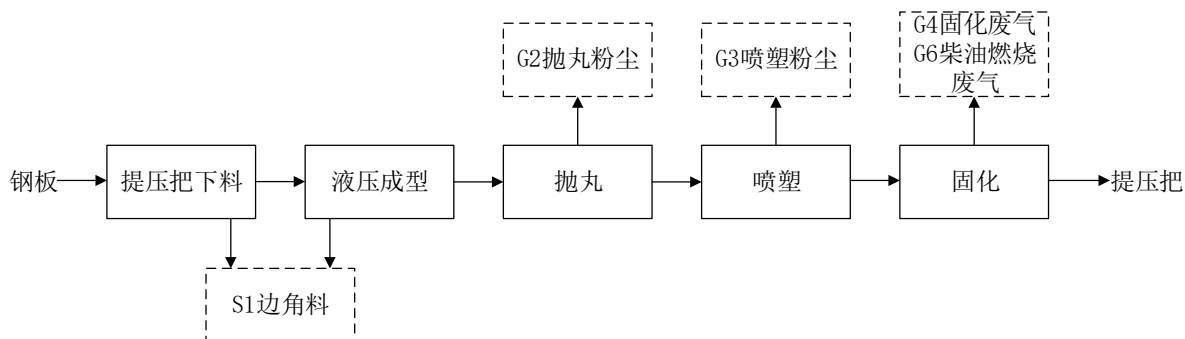 G2抛丸粉尘
G3喷塑粉尘
G4固化废气
G6柴油燃烧
废气
钢板
提压把下料
液压成型
抛丸
喷塑
固化
提压把
S1边角料